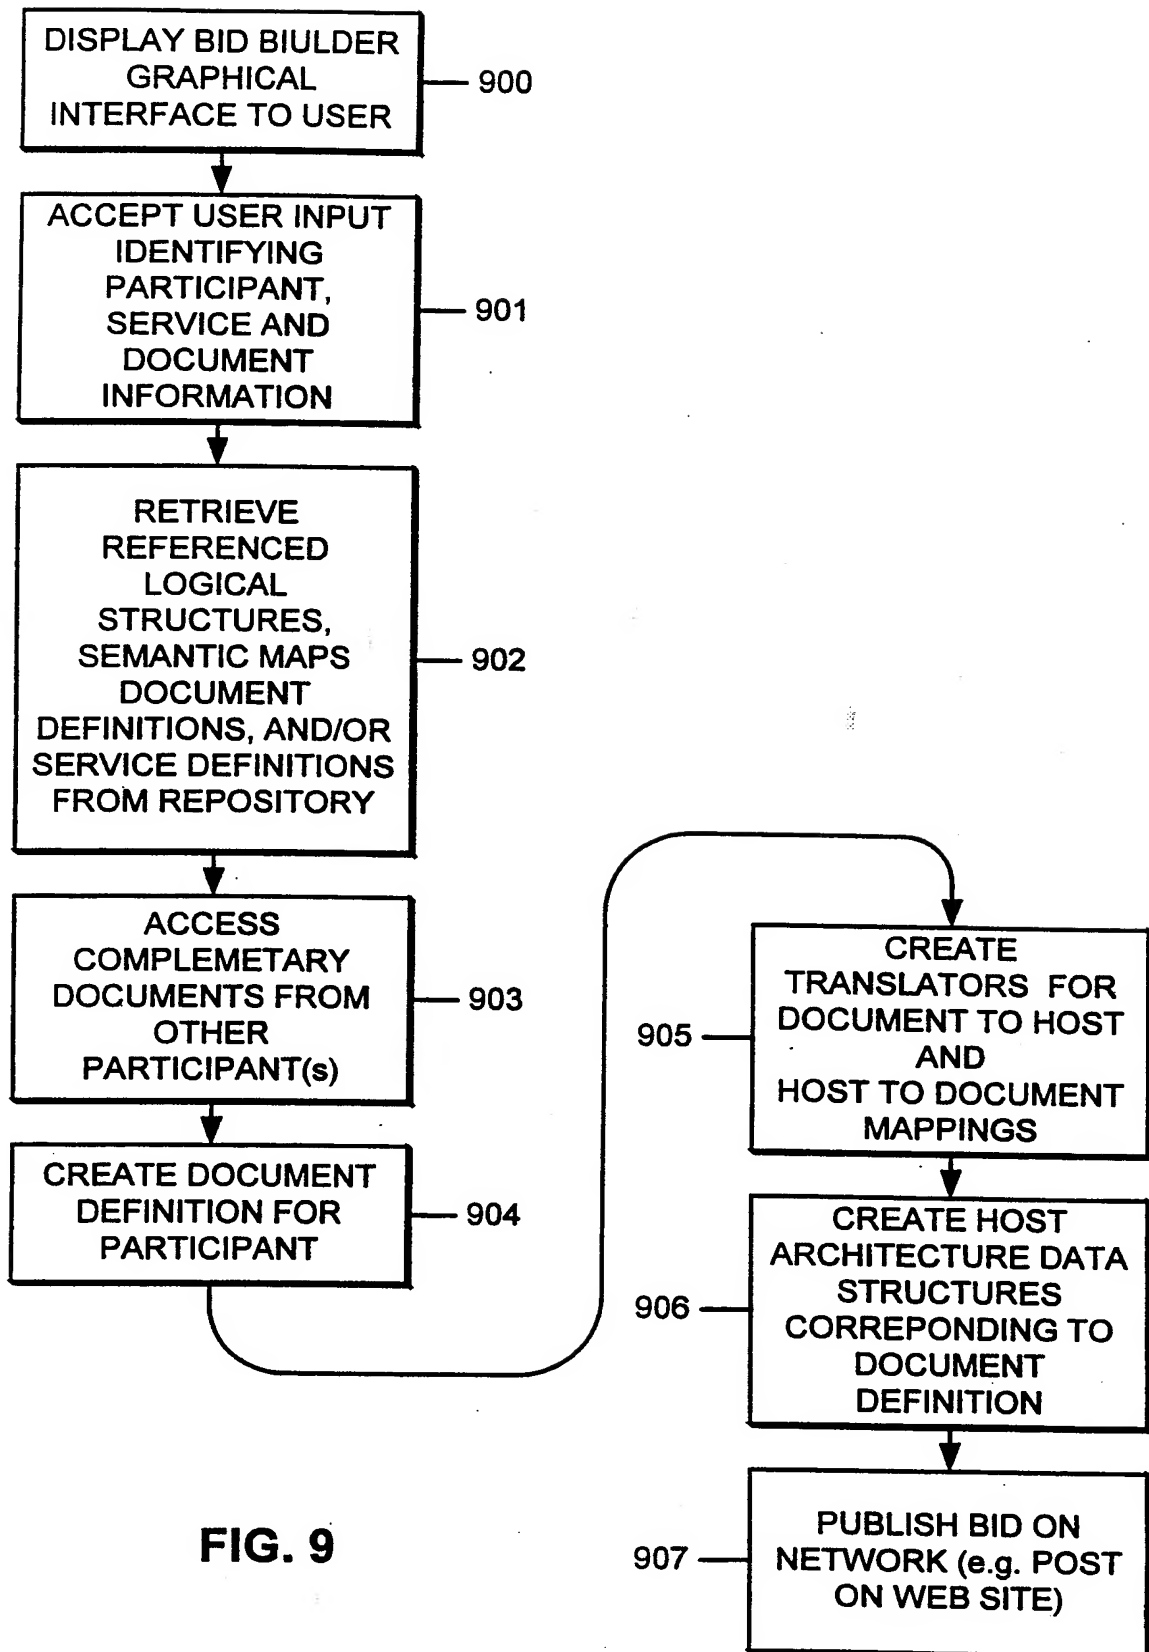 DISPLAY BID BIULDER
GRAPHICAL
INTERFACE TO USER
900
ACCEPT USER INPUT
IDENTIFYING
PARTICIPANT,
SERVICE AND
DOCUMENT
INFORMATION
901
RETRIEVE
REFERENCED
LOGICAL
STRUCTURES,
SEMANTIC MAPS
DOCUMENT
DEFINITIONS, AND/OR
SERVICE DEFINITIONS
FROM REPOSITORY
902
ACCESS
COMPLEMETARY
DOCUMENTS FROM
OTHER
PARTICIPANT(s)
903
CREATE DOCUMENT
DEFINITION FOR
PARTICIPANT
904
CREATE
TRANSLATORS FOR
DOCUMENT TO HOST
AND
HOST TO DOCUMENT
MAPPINGS
905
CREATE HOST
ARCHITECTURE DATA
STRUCTURES
CORREPONDING TO
DOCUMENT
DEFINITION
906
PUBLISH BID ON
NETWORK (e.g. POST
ON WEB SITE)
907
FIG. 9